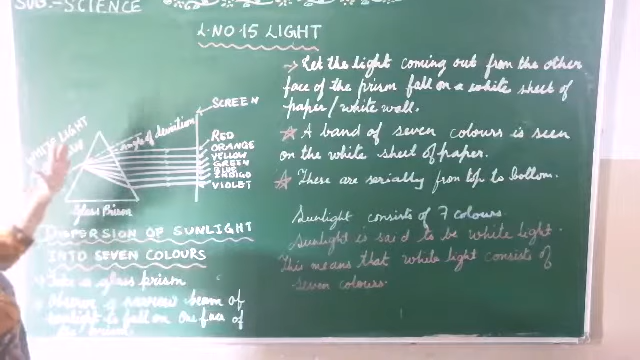 SUB.- SCIENCE
L.NO.15 LIGHT
SCREEN
LIGHT
Angle of deviation
RED
ORANGE
YELLOW
GREEN
BLUE
INDIGO
VIOLET
Glass Prism
DISPERSION OF SUNLIGHT
INTO SEVEN COLOURS
Take a glass prism
Observe a narrow beam of
sunlight to fall on one face of
→ Let the light coming out from the other
face of the prism fall on a white sheet of
paper/white wall.
☆ A band of seven colours is seen
on the white sheet of paper.
☆ These are serially from top to bottom.
Sunlight consists of 7 colours.
Sunlight is said to be white light.
This means that white light consists of
seven colours.